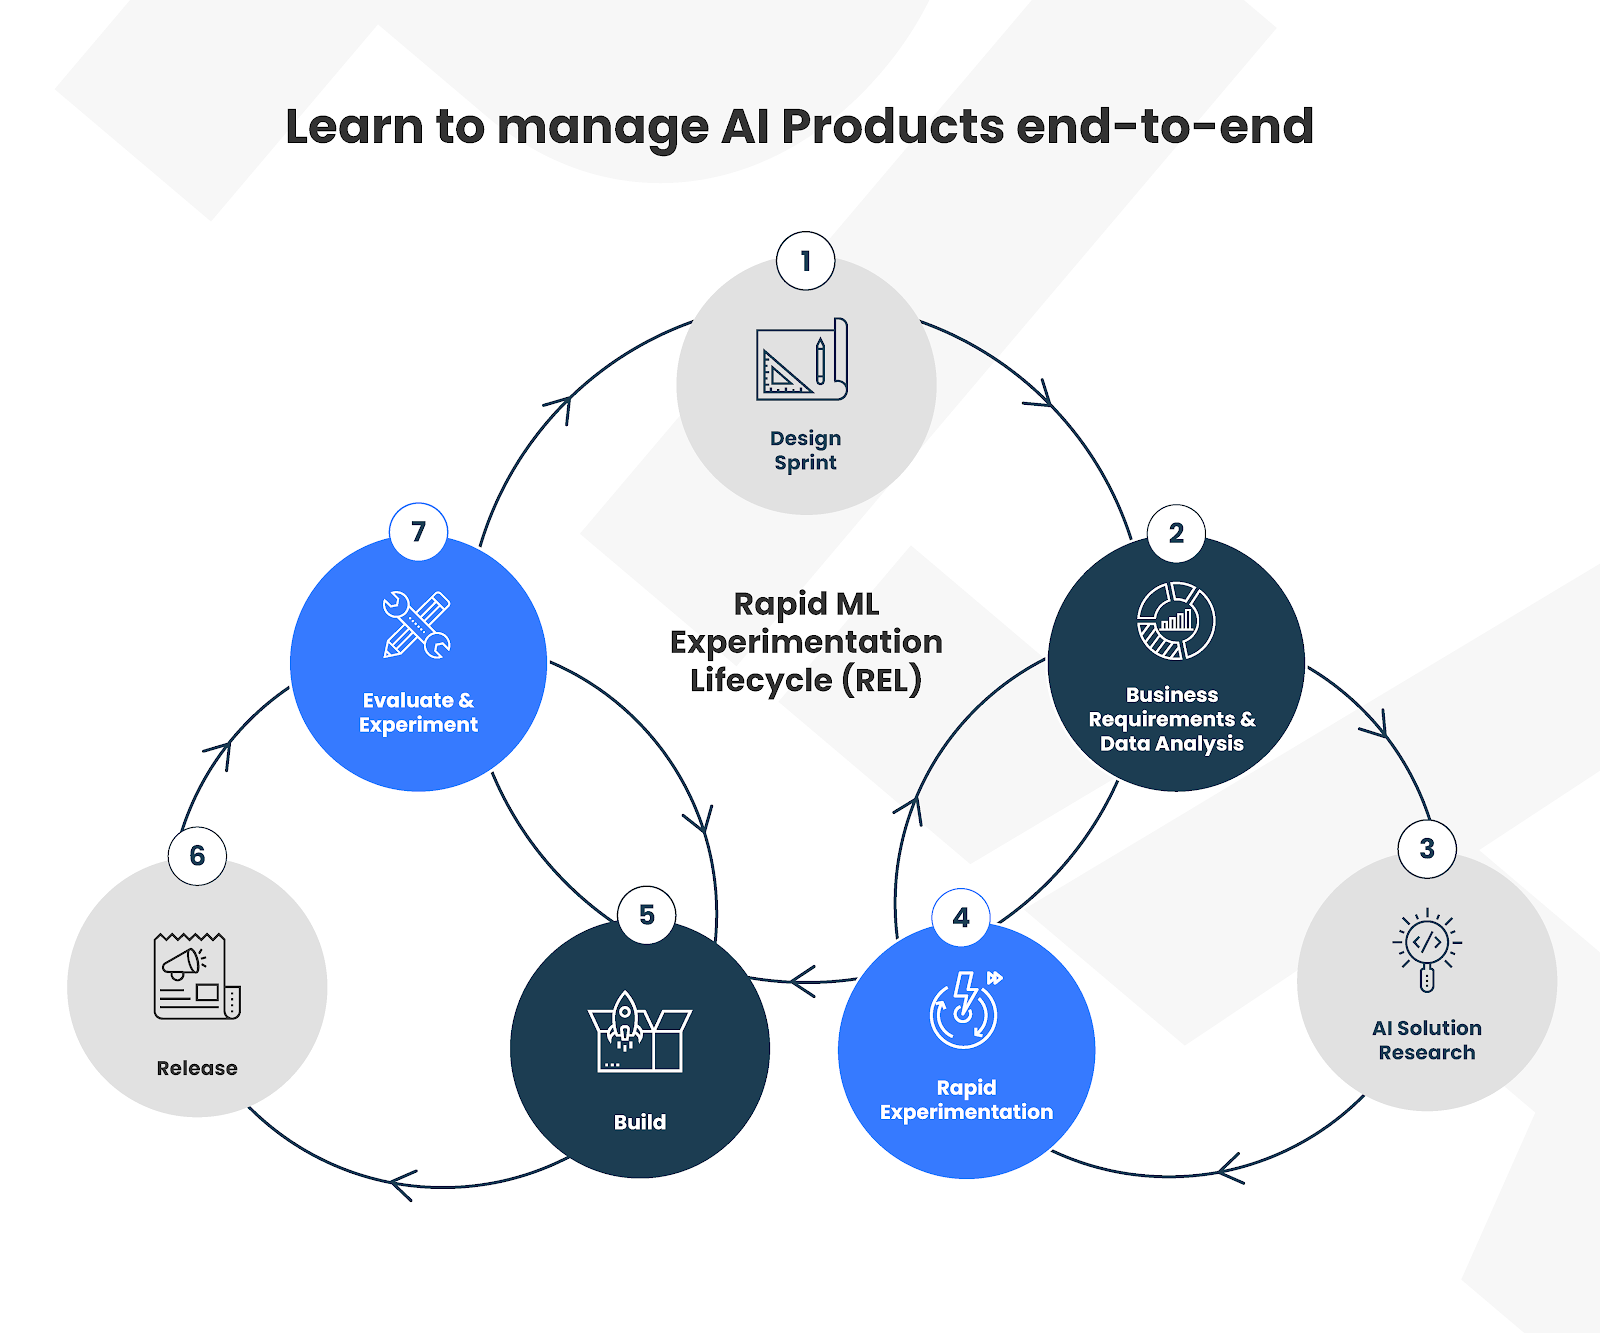 Learn to manage AI Products end-to-end
1
Design
Sprint
2
Business
Requirements &
Data Analysis
3
AI Solution
Research
4
Rapid
Experimentation
5
Build
6
Release
7
Evaluate &
Experiment
Rapid ML
Experimentation
Lifecycle (REL)